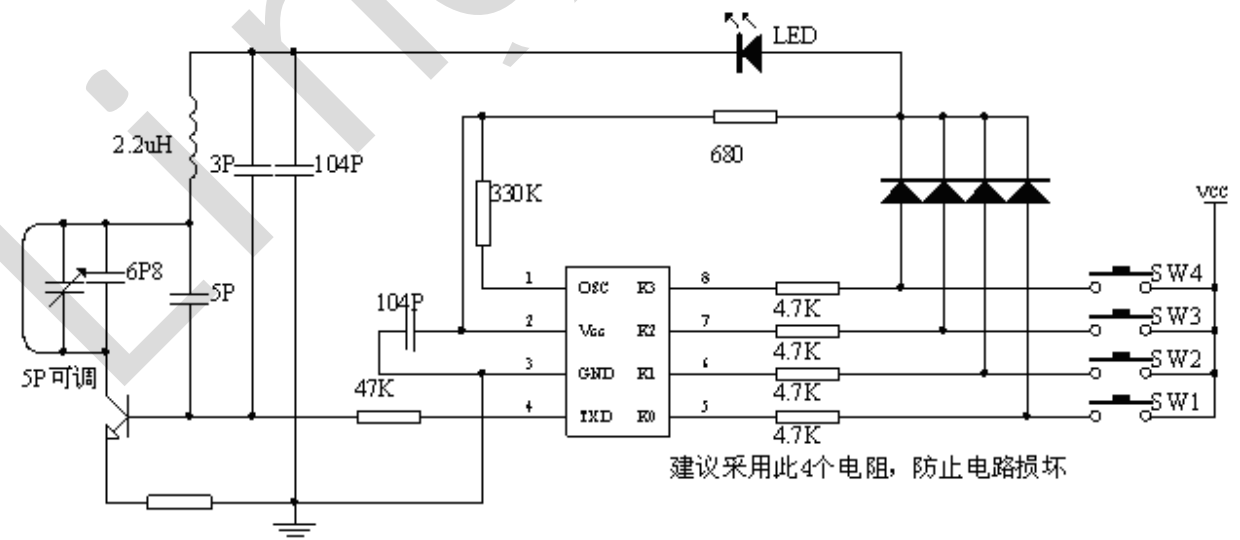 LED
2.2uH
3P
104P
680
330K
VCC
6P8
5P
1
OSC
K3
8
4.7K
SW4
104P
2
Vcc
K2
7
4.7K
SW3
3
GND
K1
6
4.7K
SW2
5P可调
47K
4
TXD
K0
5
4.7K
SW1
建议采用此4个电阻，防止电路损坏